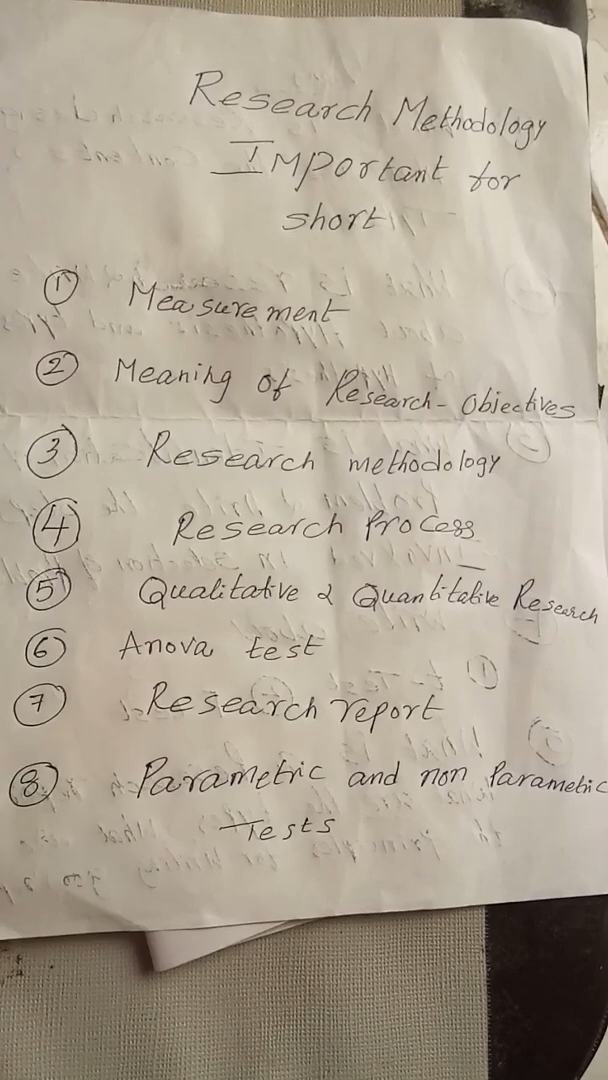 Research Methodology
Important for
short
① Measurement
② Meaning of Research - Objectives
③ Research methodology
④ Research Process
⑤ Qualitative & Quantitative Research
⑥ Anova test
⑦ Research report
⑧ Parametric and non Parametric
Tests